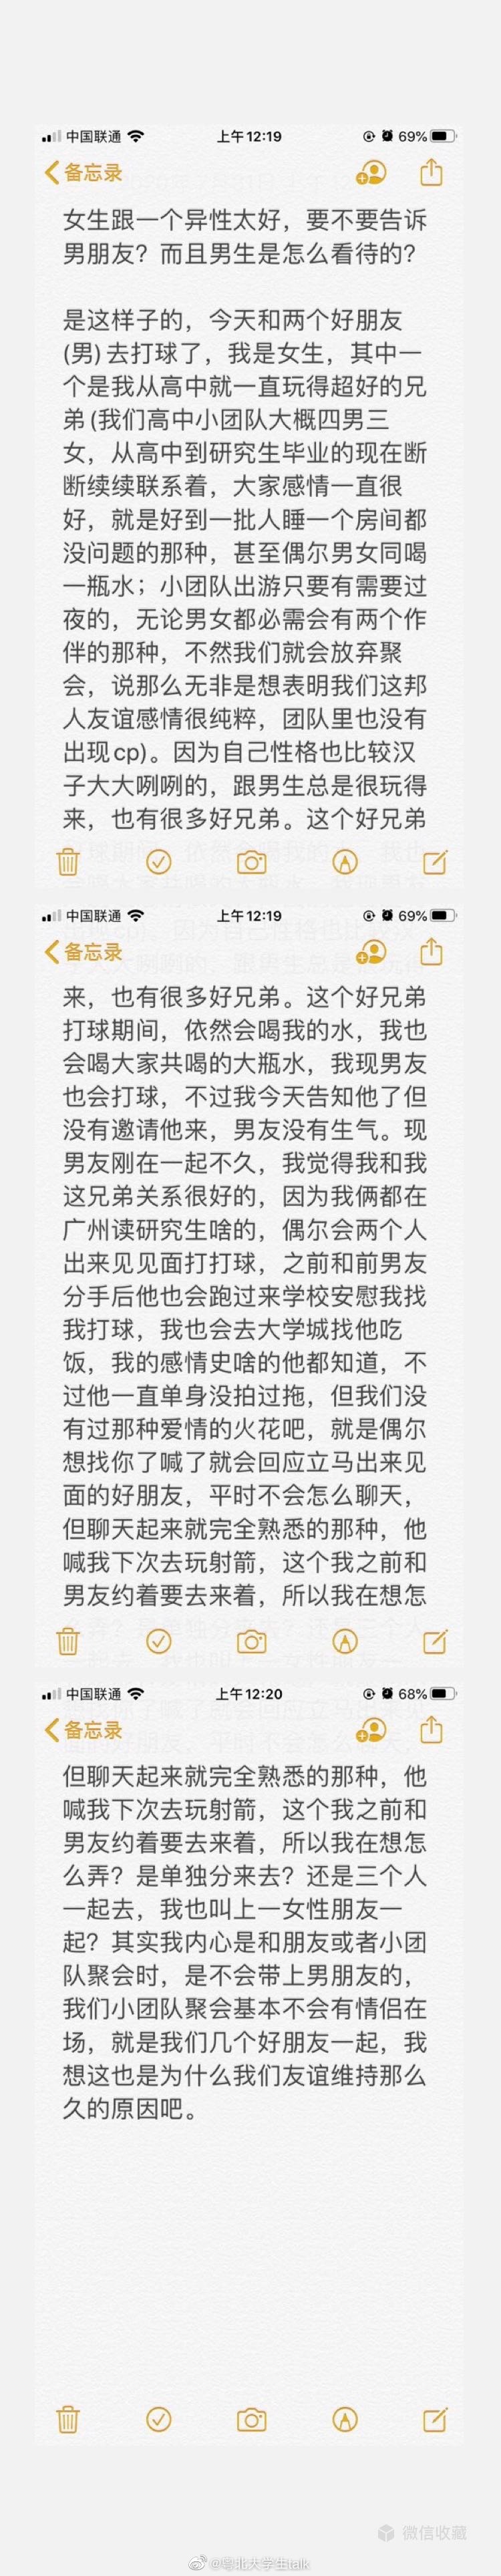 中国联通
上午12:19
69%
备忘录
女生跟一个异性太好，要不要告诉
男朋友？而且男生是怎么看待的？
是这样子的，今天和两个好朋友
(男) 去打球了，我是女生，其中一
个是我从高中就一直玩得超好的兄
弟 (我们高中小团队大概四男三
女，从高中到研究生毕业的现在断
断续续联系着，大家感情一直很
好，就是好到一批人睡一个房间都
没问题的那种，甚至偶尔男女同喝
一瓶水；小团队出游只要有需要过
夜的，无论男女都必需会有两个作
伴的那种，不然我们就会放弃聚
会，说那么无非是想表明我们这邦
人友谊感情很纯粹，团队里也没有
出现 cp)。因为自己性格也比较汉
子大大咧咧的，跟男生总是很玩得
来，也有很多好兄弟。这个好兄弟
中国联通
上午12:19
69%
备忘录
来，也有很多好兄弟。这个好兄弟
打球期间，依然会喝我的水，我也
会喝大家共喝的大瓶水，我现男友
也会打球，不过我今天告知他了但
没有邀请他来，男友没有生气。现
男友刚在一起不久，我觉得我和我
这兄弟关系很好的，因为我俩都在
广州读研究生啥的，偶尔会两个人
出来见见面打打球，之前和前男友
分手后他也会跑过来学校安慰我找
我打球，我也会去大学城找他吃
饭，我的感情史啥的他都知道，不
过他一直单身没拍过拖，但我们没
有过那种爱情的火花吧，就是偶尔
想找你了喊了就会回应立马出来见
面的好朋友，平时不会怎么聊天，
但聊天起来就完全熟悉的那种，他
喊我下次去玩射箭，这个我之前和
男友约着要去来着，所以我在想怎
中国联通
上午12:20
68%
备忘录
但聊天起来就完全熟悉的那种，他
喊我下次去玩射箭，这个我之前和
男友约着要去来着，所以我在想怎
么弄？是单独分来去？还是三个人
一起去，我也叫上一女性朋友一
起？其实我内心是和朋友或者小团
队聚会时，是不会带上男朋友的，
我们小团队聚会基本不会有情侣在
场，就是我们几个好朋友一起，我
想这也是为什么我们友谊维持那么
久的原因吧。
微信收藏
@粤北大学生talk